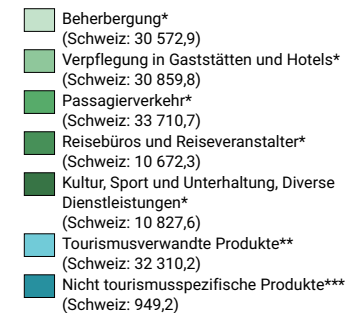 Beherbergung*
(Schweiz: 30 572,9)
Verpflegung in Gaststätten und Hotels*
(Schweiz: 30 859,8)
Passagierverkehr*
(Schweiz: 33 710,7)
Reisebüros und Reiseveranstalter*
(Schweiz: 10 672,3)
Kultur, Sport und Unterhaltung, Diverse
Dienstleistungen*
(Schweiz: 10 827,6)
Tourismusverwandte Produkte**
(Schweiz: 32 310,2)
Nicht tourismusspezifische Produkte***
(Schweiz: 949,2)